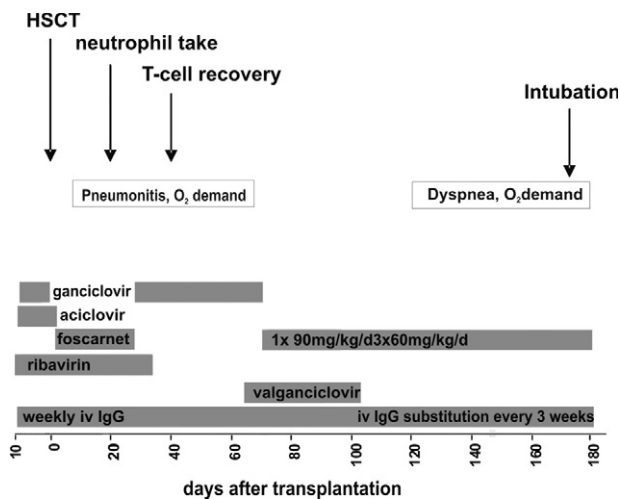 HSCT
neutrophil take
T-cell recovery
Intubation
Pneumonitis, O₂ demand
Dyspnea, O₂demand
ganciclovir
aciclovir
foscarnet
1x 90mg/kg/d3x60mg/kg/d
ribavirin
valganciclovir
weekly iv IgG
iv IgG substitution every 3 weeks
10 0 20 40 60 80 100 120 140 160 180
days after transplantation